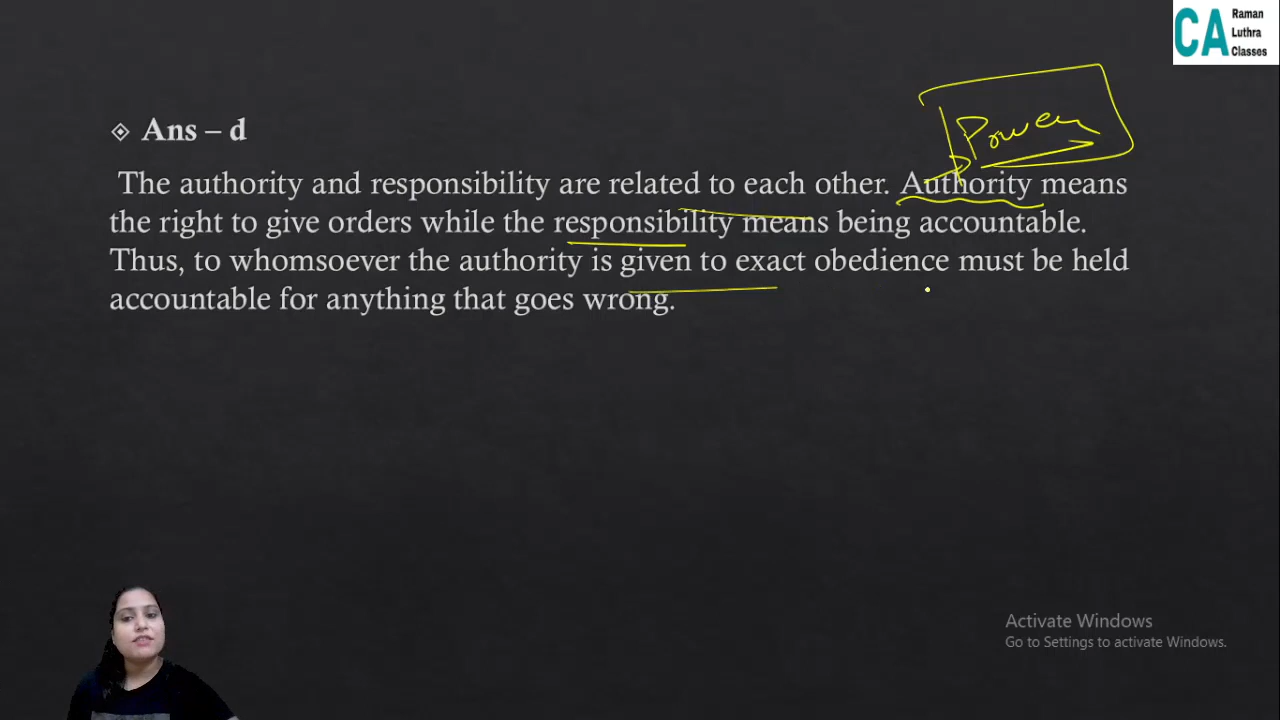 CA Raman
Luthra
Classes
Power
Ans – d
The authority and responsibility are related to each other. Authority means
the right to give orders while the responsibility means being accountable.
Thus, to whomsoever the authority is given to exact obedience must be held
accountable for anything that goes wrong.
Activate Windows
Go to Settings to activate Windows.